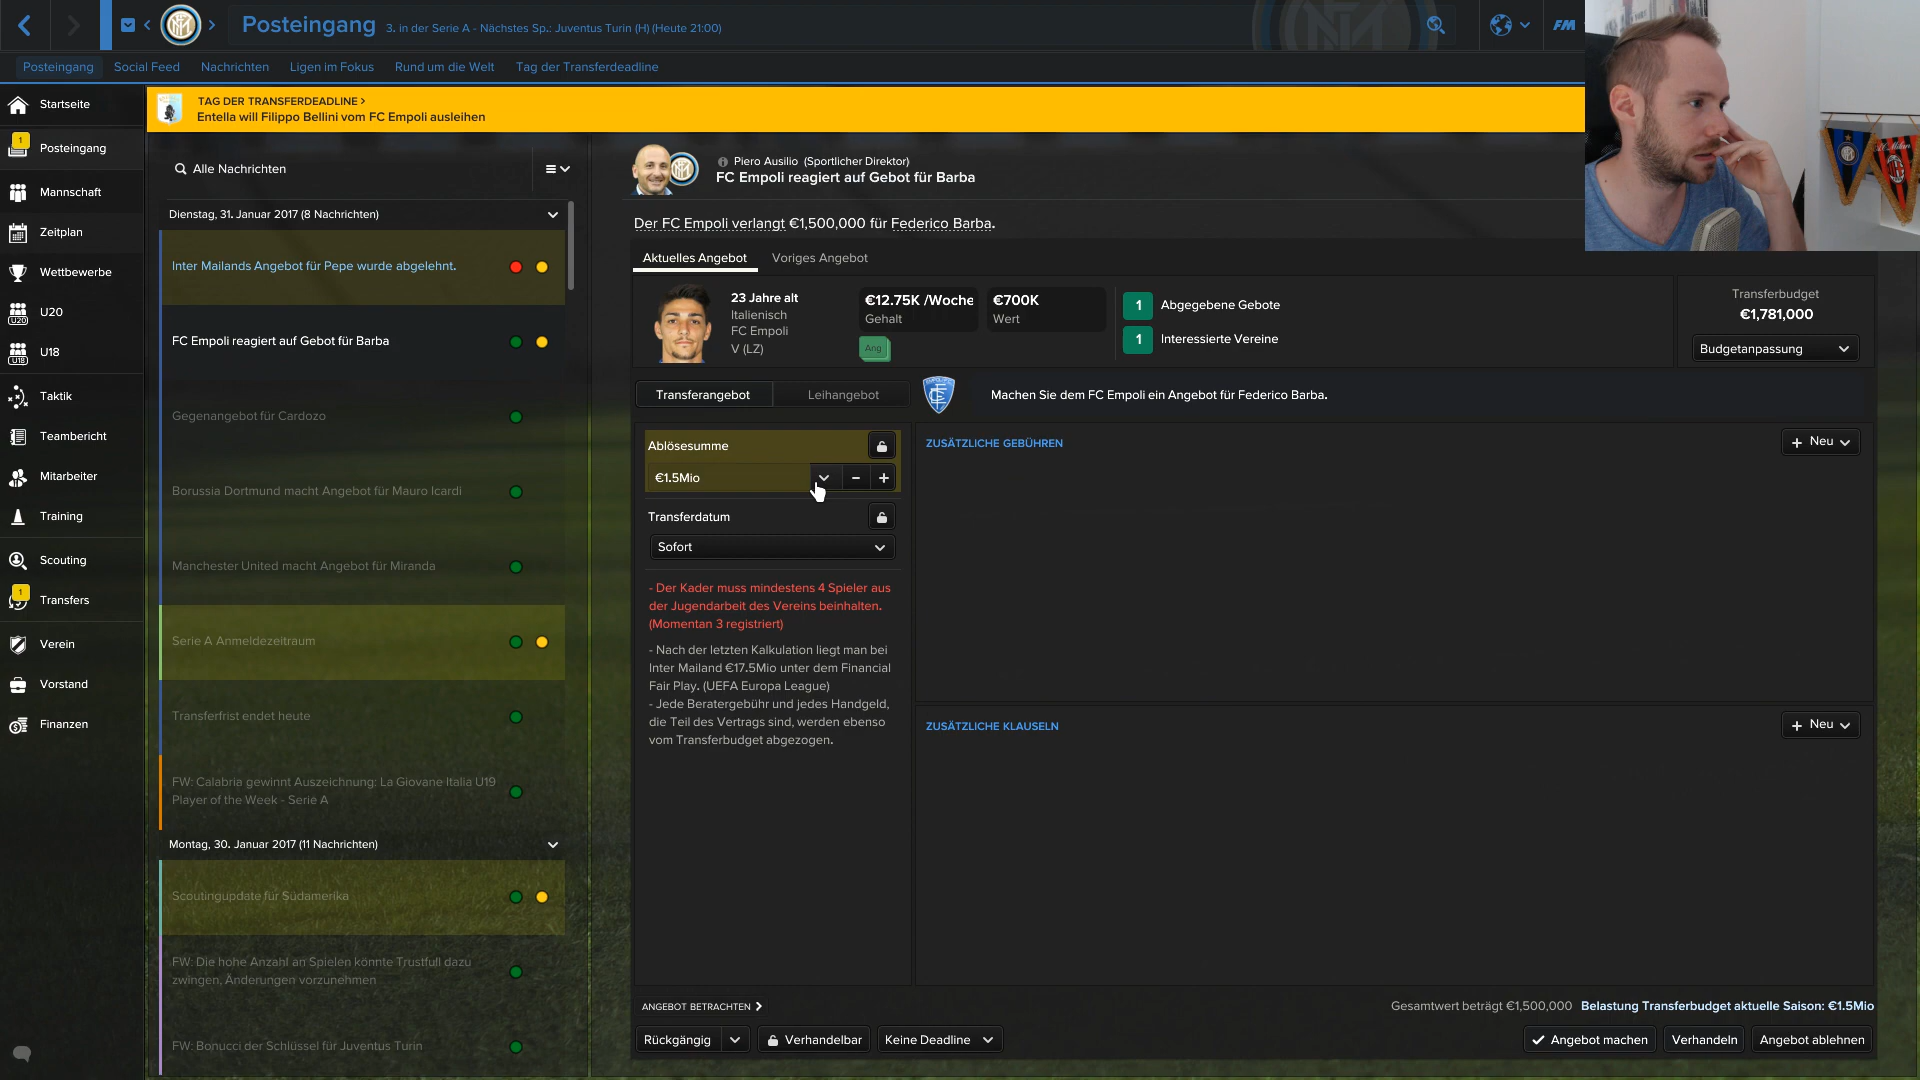 Posteingang
3. in der Serie A - Nächstes Sp.: Juventus Turin (H) (Heute 21:00)
FM
Posteingang
Social Feed
Nachrichten
Ligen im Fokus
Rund um die Welt
Tag der Transferdeadline
Startseite
1
Posteingang
Mannschaft
Zeitplan
Wettbewerbe
U20
U20
U18
U18
Taktik
Teambericht
Mitarbeiter
Training
Scouting
1
Transfers
Verein
Vorstand
Finanzen
TAG DER TRANSFERDEADLINE >
Entella will Filippo Bellini vom FC Empoli ausleihen
Alle Nachrichten
Dienstag, 31. Januar 2017 (8 Nachrichten)
Inter Mailands Angebot für Pepe wurde abgelehnt.
FC Empoli reagiert auf Gebot für Barba
Gegenangebot für Cardozo
Borussia Dortmund macht Angebot für Mauro Icardi
Manchester United macht Angebot für Miranda
Serie A Anmeldezeitraum
Transferfrist endet heute
FW: Calabria gewinnt Auszeichnung: La Giovane Italia U19
Player of the Week - Serie A
Montag, 30. Januar 2017 (11 Nachrichten)
Scoutingupdate für Südamerika
FW: Die hohe Anzahl an Spielen könnte Trustfull dazu
zwingen, Änderungen vorzunehmen
FW: Bonucci der Schlüssel für Juventus Turin
Piero Ausilio (Sportlicher Direktor)
FC Empoli reagiert auf Gebot für Barba
Der FC Empoli verlangt €1,500,000 für Federico Barba.
Aktuelles Angebot
Voriges Angebot
23 Jahre alt
Italienisch
FC Empoli
V (LZ)
€12.75K /Woche
Gehalt
Ang
€700K
Wert
1 Abgegebene Gebote
1 Interessierte Vereine
Transferbudget
€1,781,000
Budgetanpassung
Transferangebot
Leihangebot
Machen Sie dem FC Empoli ein Angebot für Federico Barba.
Ablösesumme
€1.5Mio
Transferdatum
Sofort
- Der Kader muss mindestens 4 Spieler aus
der Jugendarbeit des Vereins beinhalten.
(Momentan 3 registriert)
- Nach der letzten Kalkulation liegt man bei
Inter Mailand €17.5Mio unter dem Financial
Fair Play. (UEFA Europa League)
- Jede Beratergebühr und jedes Handgeld,
die Teil des Vertrags sind, werden ebenso
vom Transferbudget abgezogen.
ZUSÄTZLICHE GEBÜHREN
+ Neu
ZUSÄTZLICHE KLAUSELN
+ Neu
ANGEBOT BETRACHTEN >
Gesamtwert beträgt €1,500,000 Belastung Transferbudget aktuelle Saison: €1.5Mio
Rückgängig
Verhandelbar
Keine Deadline
Angebot machen
Verhandeln
Angebot ablehnen